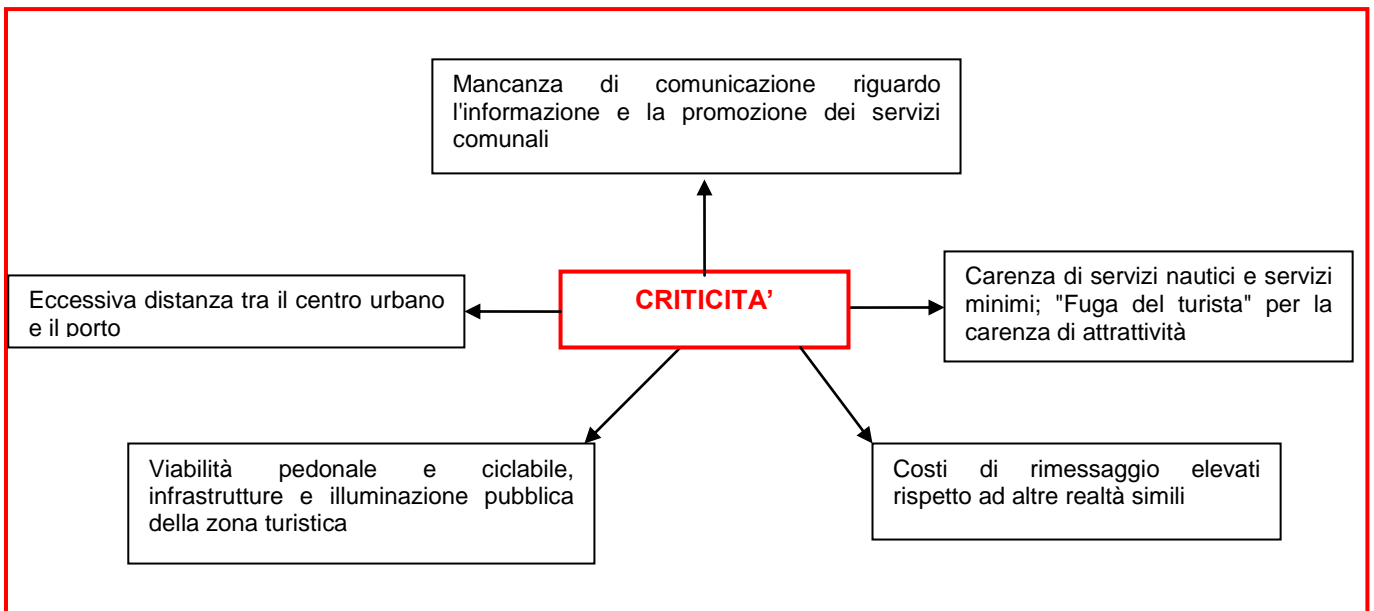 Mancanza di comunicazione riguardo
l'informazione e la promozione dei servizi
comunali
Eccessiva distanza tra il centro urbano
e il porto
CRITICITA'
Carenza di servizi nautici e servizi
minimi; "Fuga del turista" per la
carenza di attrattività
Viabilità pedonale e ciclabile,
infrastrutture e illuminazione pubblica
della zona turistica
Costi di rimessaggio elevati
rispetto ad altre realtà simili